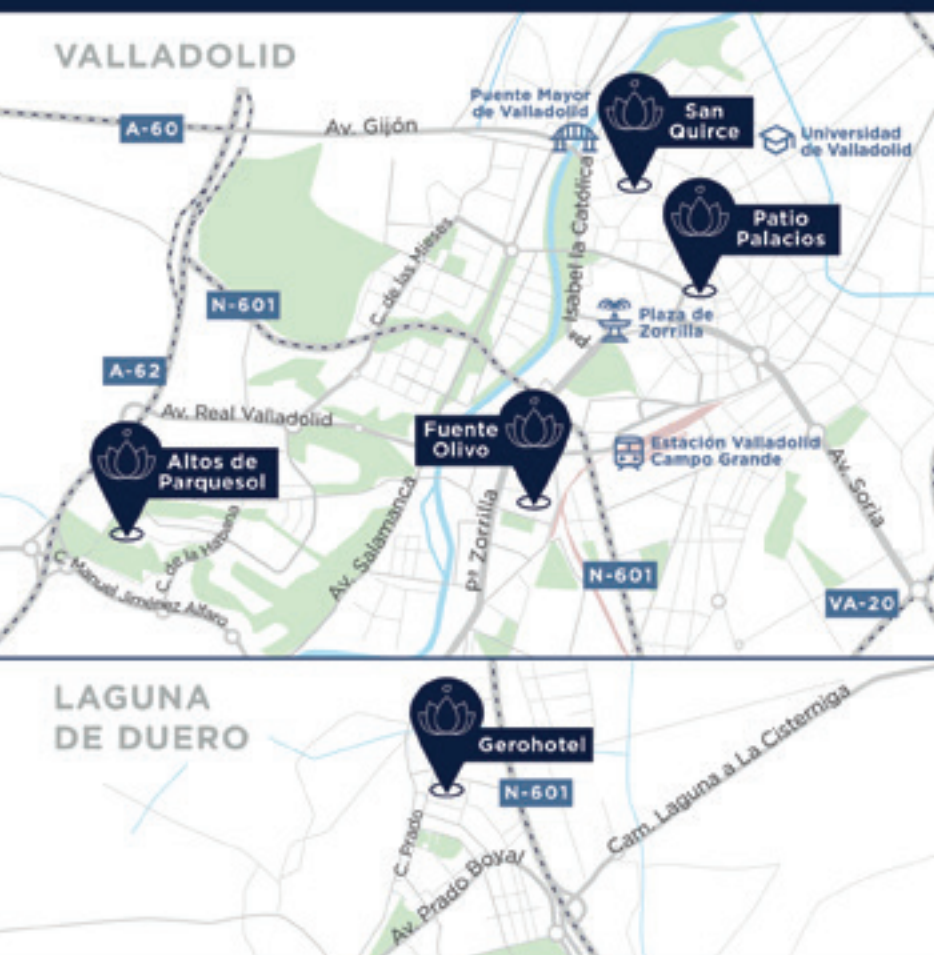 VALLADOLID
Puente Mayor
de Valladolid
San
Quirce
A-60
Av. Gijón
Universidad
de Valladolid
Pº Isabel la Católica
Patio
Palacios
C. de las Mieses
N-601
Plaza de
Zorrilla
A-62
Av. Real Valladolid
Fuente
Olivo
Estación Valladolid
Campo Grande
Altos de
Parquesol
Av. Soria
Av. Salamanca
C. de la Habana
Pº Zorrilla
C. Manuel Jiménez Alfaro
N-601
VA-20
LAGUNA
DE DUERO
Gerohotel
N-601
Cam. Laguna a La Cisterniga
C. Prado
Av. Prado Boyal